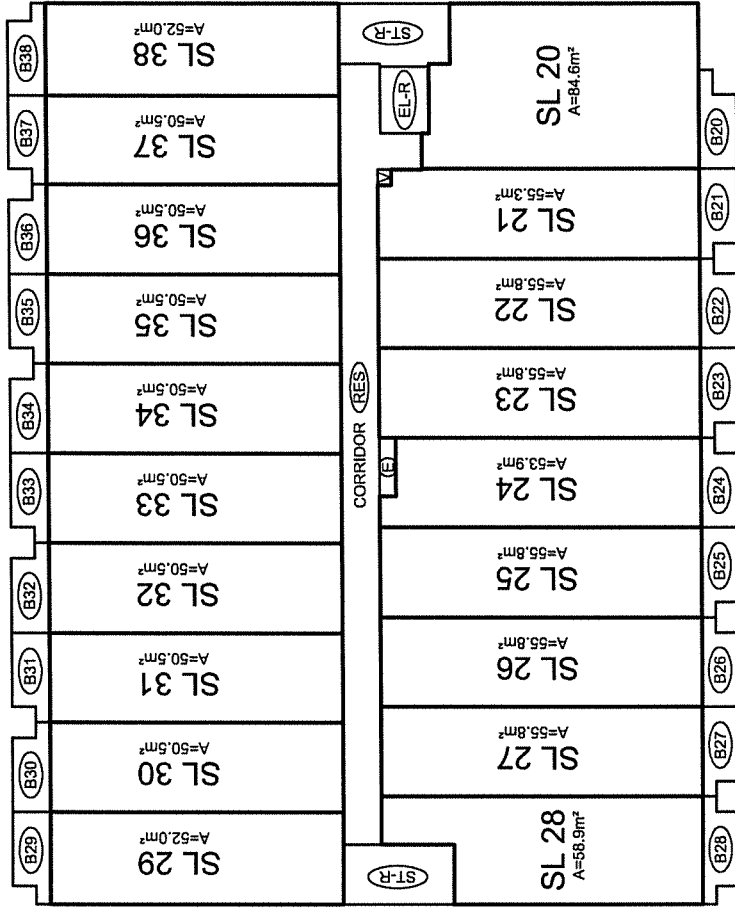 B38
SL 38
A=52.0m²
ST-R
B37
SL 37
A=50.5m²
EL-R
SL 20
A=84.6m²
B20
B36
SL 36
A=50.5m²
V
SL 21
A=55.3m²
B21
B35
SL 35
A=50.5m²
SL 22
A=55.8m²
B22
B34
SL 34
A=50.5m²
CORRIDOR RES
SL 23
A=55.8m²
B23
B33
SL 33
A=50.5m²
E
SL 24
A=53.9m²
B24
B32
SL 32
A=50.5m²
SL 25
A=55.8m²
B25
B31
SL 31
A=50.5m²
SL 26
A=55.8m²
B26
B30
SL 30
A=50.5m²
SL 27
A=55.8m²
B27
B29
SL 29
A=52.0m²
ST-R
SL 28
A=58.9m²
B28